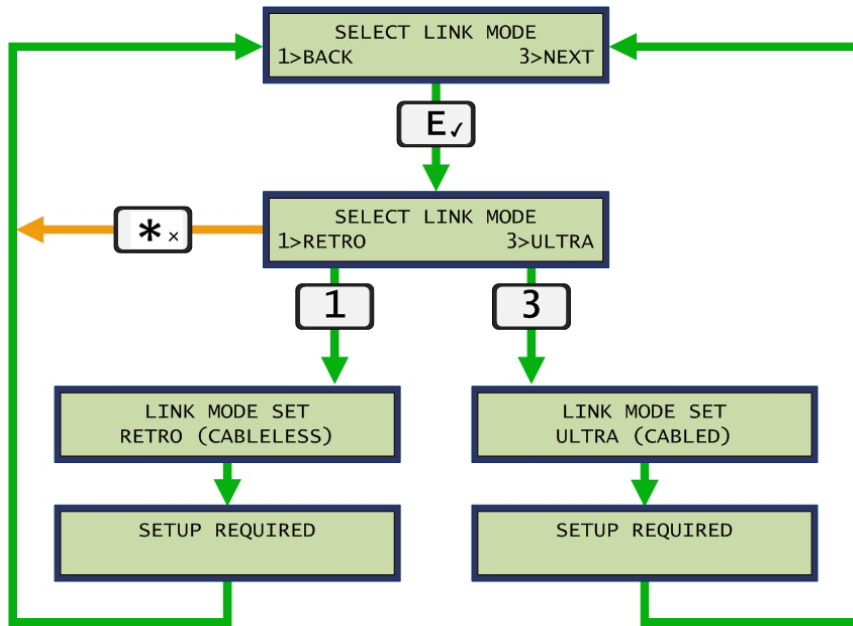 SELECT LINK MODE
1>BACK 3>NEXT
E✓
SELECT LINK MODE
1>RETRO 3>ULTRA
*×
1
3
LINK MODE SET
RETRO (CABLELESS)
LINK MODE SET
ULTRA (CABLED)
SETUP REQUIRED
SETUP REQUIRED